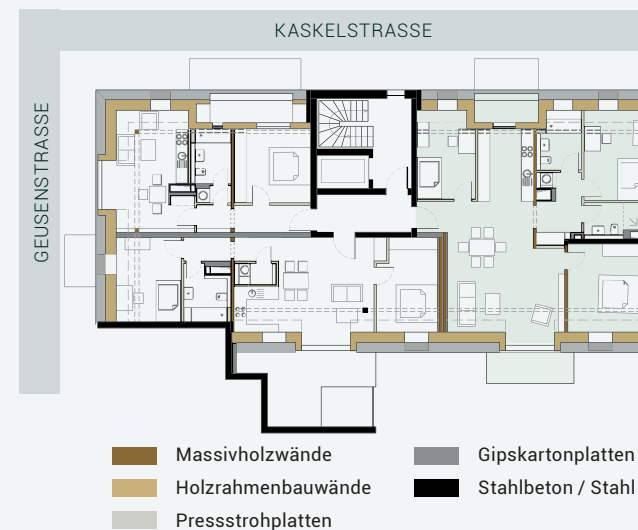 KASKELSTRASSE
GEUSENSTRASSE
Massivholzwände
Holzrahmenbauwände
Pressstrohplatten
Gipskartonplatten
Stahlbeton / Stahl